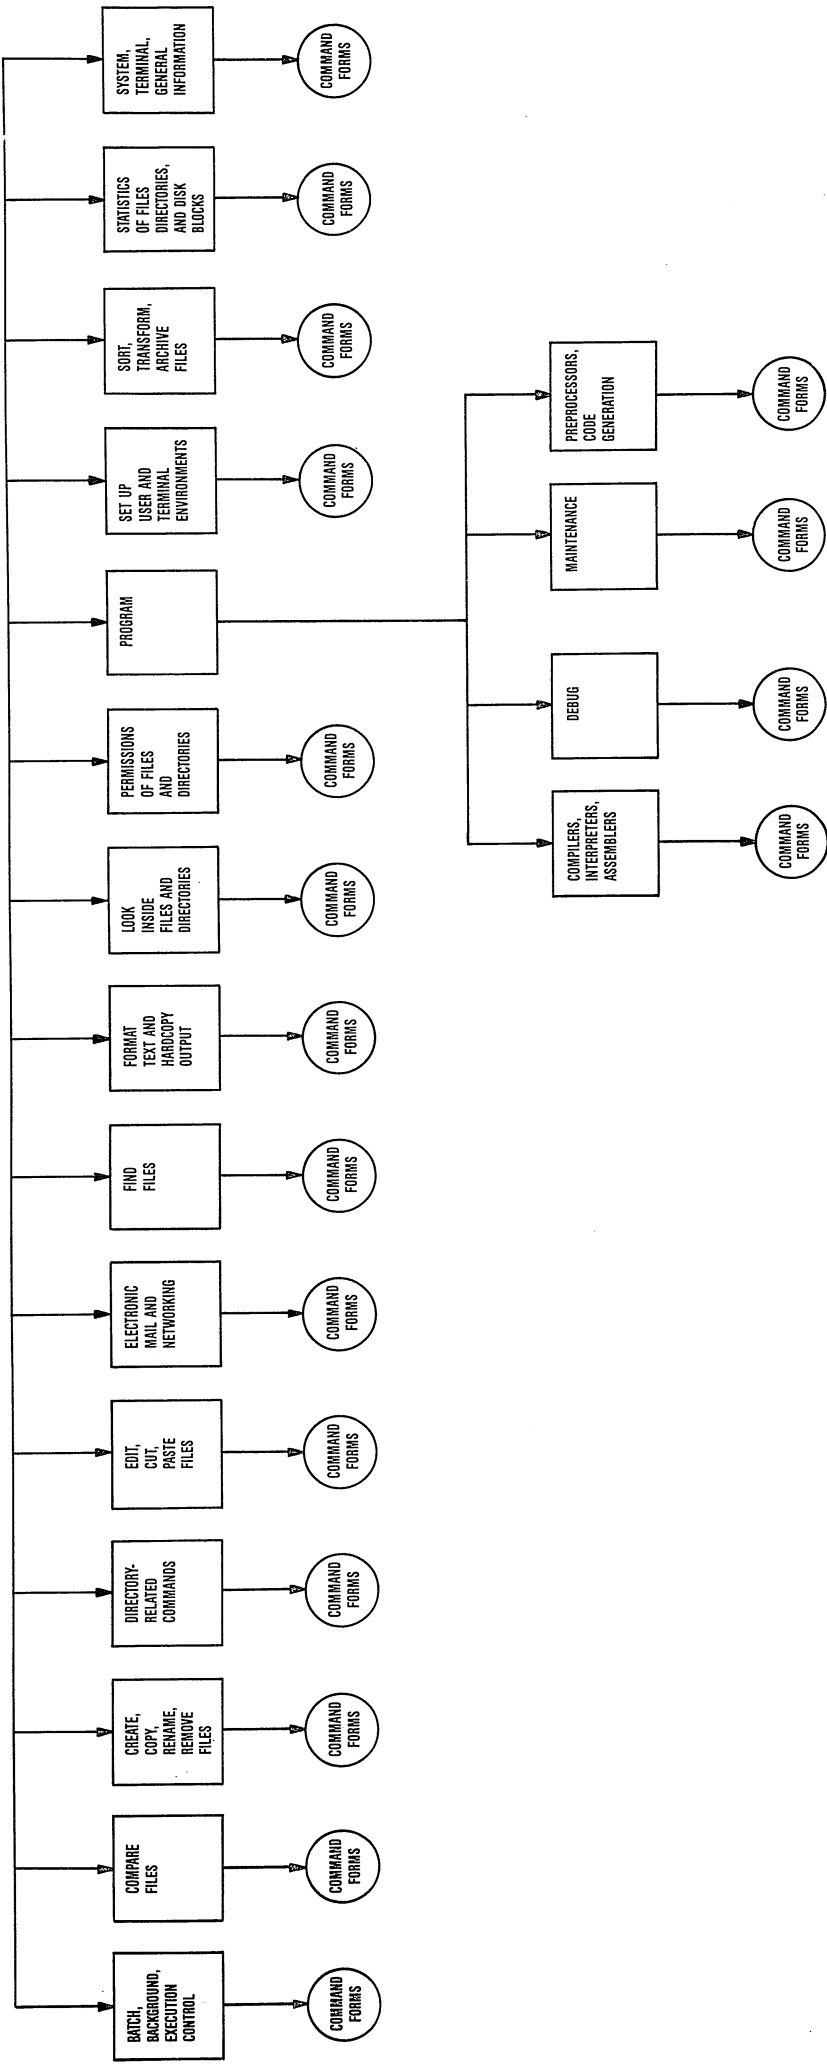 BATCH,
BACKGROUND,
EXECUTION
CONTROL
COMPARE
FILES
CREATE,
COPY,
RENAME,
REMOVE
FILES
DIRECTORY-
RELATED
COMMANDS
EDIT,
CUT,
PASTE
FILES
ELECTRONIC
MAIL AND
NETWORKING
FIND
FILES
FORMAT
TEXT AND
HARDCOPY
OUTPUT
LOOK
INSIDE
FILES AND
DIRECTORIES
PERMISSIONS
OF FILES
AND
DIRECTORIES
PROGRAM
SET UP
USER AND
TERMINAL
ENVIRONMENTS
SORT,
TRANSFORM,
ARCHIVE
FILES
STATISTICS
OF FILES
DIRECTORIES,
AND DISK
BLOCKS
SYSTEM,
TERMINAL,
GENERAL
INFORMATION
COMMAND
FORMS
COMMAND
FORMS
COMMAND
FORMS
COMMAND
FORMS
COMMAND
FORMS
COMMAND
FORMS
COMMAND
FORMS
COMMAND
FORMS
COMMAND
FORMS
COMMAND
FORMS
COMMAND
FORMS
COMMAND
FORMS
COMMAND
FORMS
COMMAND
FORMS
COMPILERS,
INTERPRETERS,
ASSEMBLERS
DEBUG
MAINTENANCE
PREPROCESSORS,
CODE
GENERATION
COMMAND
FORMS
COMMAND
FORMS
COMMAND
FORMS
COMMAND
FORMS